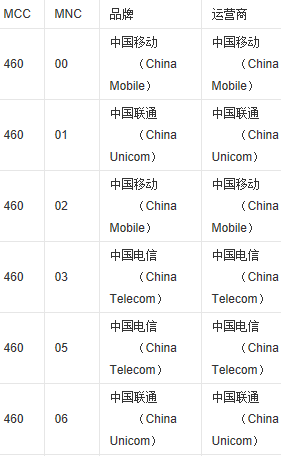 MCC MNC 品牌 运营商
460 00 中国移动 （China Mobile） 中国移动 （China Mobile）
460 01 中国联通 （China Unicom） 中国联通 （China Unicom）
460 02 中国移动 （China Mobile） 中国移动 （China Mobile）
460 03 中国电信 （China Telecom） 中国电信 （China Telecom）
460 05 中国电信 （China Telecom） 中国电信 （China Telecom）
460 06 中国联通 （China Unicom） 中国联通 （China Unicom）